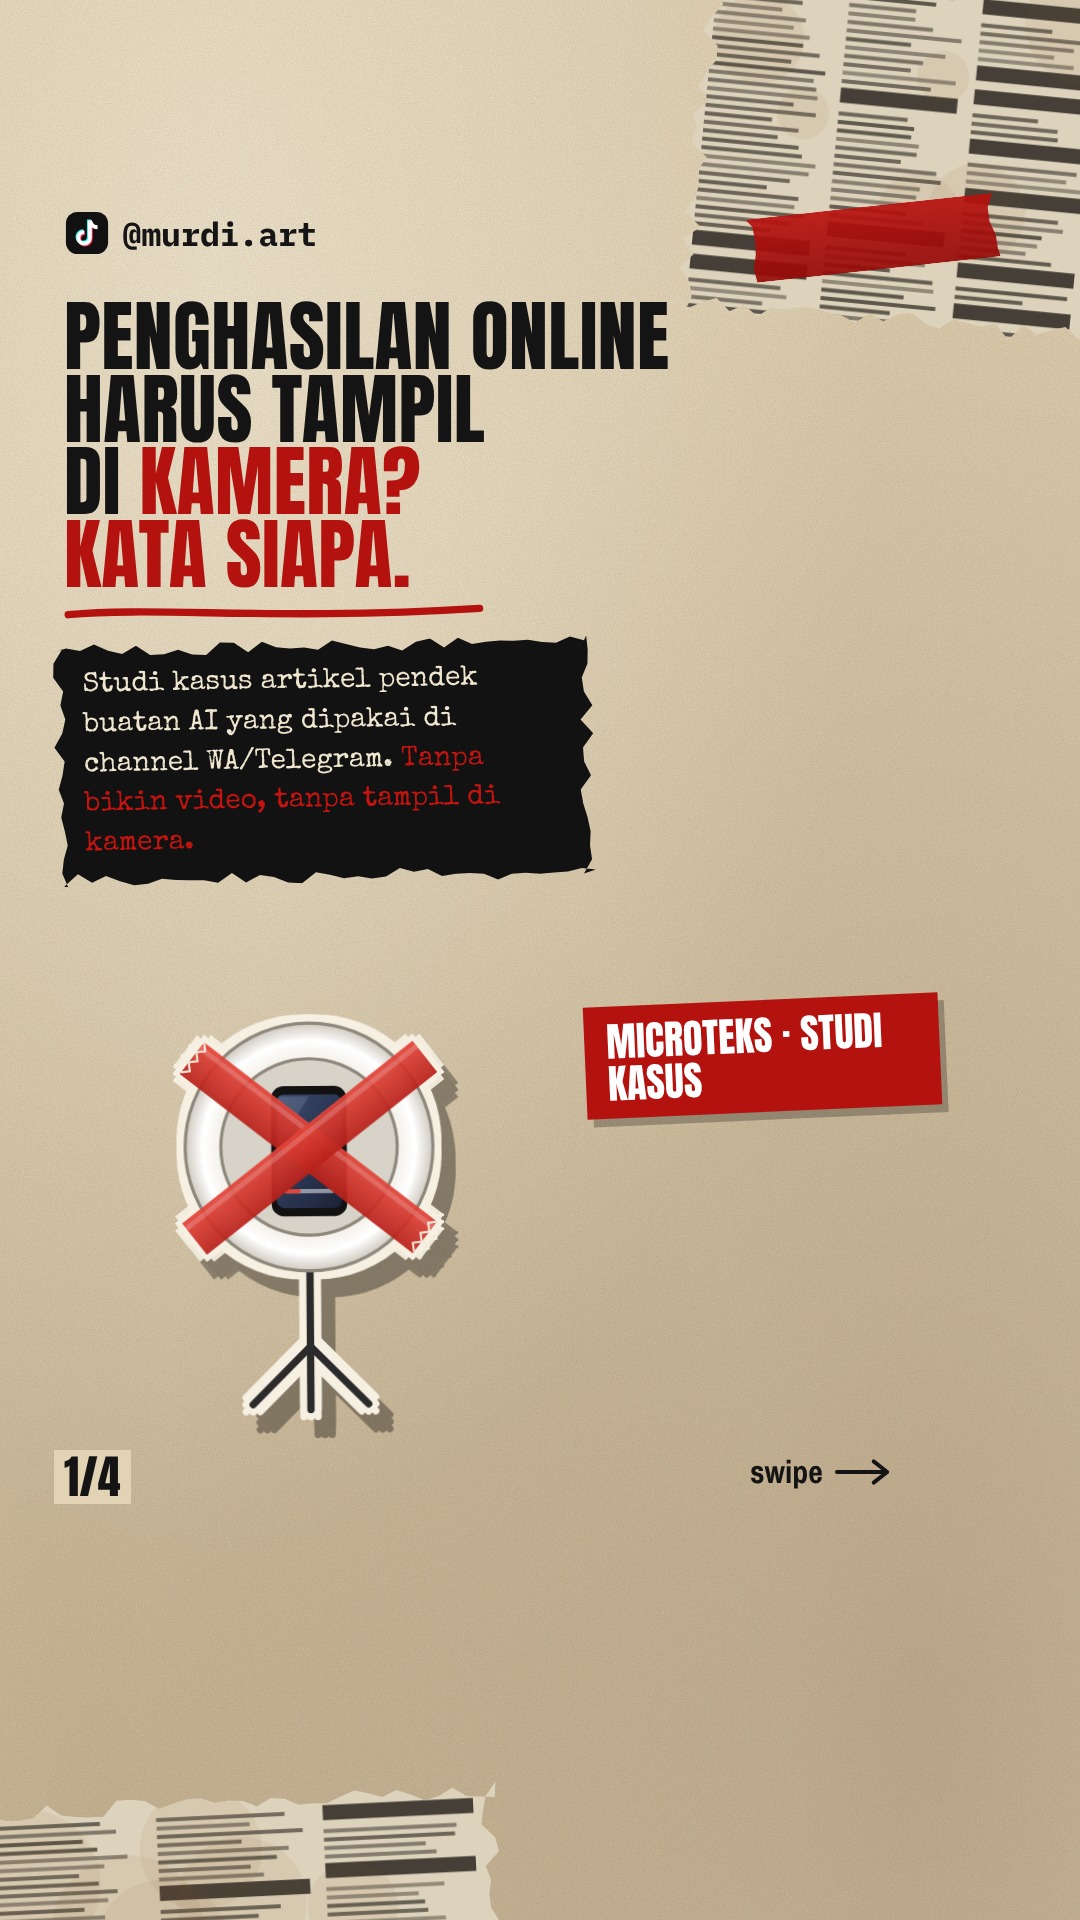 @murdi.art
PENGHASILAN ONLINE
HARUS TAMPIL
DI KAMERA?
KATA SIAPA.
Studi kasus artikel pendek
buatan AI yang dipakai di
channel WA/Telegram. Tanpa
bikin video, tanpa tampil di
kamera.
MICROTEKS · STUDI
KASUS
1/4
swipe →